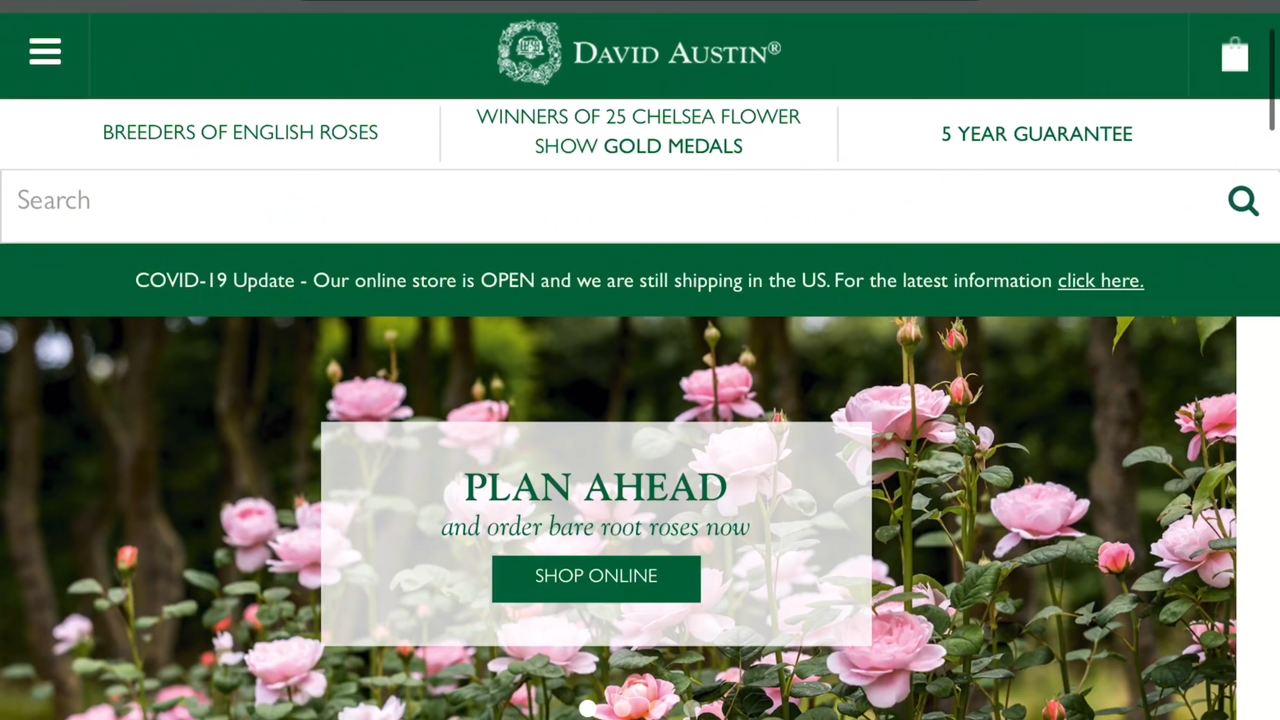 DAVID AUSTIN®
BREEDERS OF ENGLISH ROSES
WINNERS OF 25 CHELSEA FLOWER
SHOW GOLD MEDALS
5 YEAR GUARANTEE
Search
COVID-19 Update - Our online store is OPEN and we are still shipping in the US. For the latest information click here.
PLAN AHEAD
and order bare root roses now
SHOP ONLINE